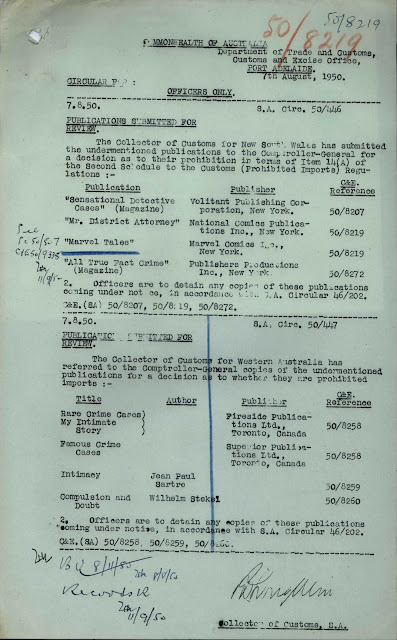 50/8219
50/8219
COMMONWEALTH OF AUSTRALIA
Department of Trade and Customs,
Customs and Excise Office,
PORT ADELAIDE.
7th August, 1950.
CIRCULAR FOR :
OFFICERS ONLY.
7.8.50. S.A. Circ. 50/446
PUBLICATIONS SUBMITTED FOR
REVIEW.
The Collector of Customs for New South Wales has submitted
the undermentioned publications to the Comptroller-General for
a decision as to their prohibition in terms of Item 14(A) of
the Second Schedule to the Customs (Prohibited Imports) Regu-
lations :-
Publication Publisher C&E. Reference
"Sensational Detective Cases" (Magazine) Volitant Publishing Corporation, New York. 50/8207
"Mr. District Attorney" National Comics Publications Inc., New York. 50/8219
"Marvel Tales" Marvel Comics Inc., New York. 50/8219
"All True Fact Crime" (Magazine) Publishers Productions Inc., New York. 50/8272
2. Officers are to detain any copies of these publications
coming under notice, in accordance with S.A. Circular 46/202.
C&E.(SA) 50/8207, 50/8219, 50/8272.
7.8.50. S.A. Circ. 50/447
PUBLICATIONS SUBMITTED FOR
REVIEW.
The Collector of Customs for Western Australia has
referred to the Comptroller-General copies of the undermentioned
publications for a decision as to whether they are prohibited
imports :-
Title Author Publisher C&E. Reference
Rare Crime Cases)
My Intimate Story ) Fireside Publications Ltd., Toronto, Canada 50/8258
Famous Crime Cases Superior Publications Ltd., Toronto, Canada 50/8258
Intimacy Jean Paul Sartre 50/8259
Compulsion and Doubt Wilhelm Stekel 50/8260
2. Officers are to detain any copies of these publications
coming under notice, in accordance with S.A. Circular 46/202.
C&E.(SA) 50/8258, 50/8259, 50/8260.
8/11/50
Records
11/9/50
Collector of Customs, S.A.